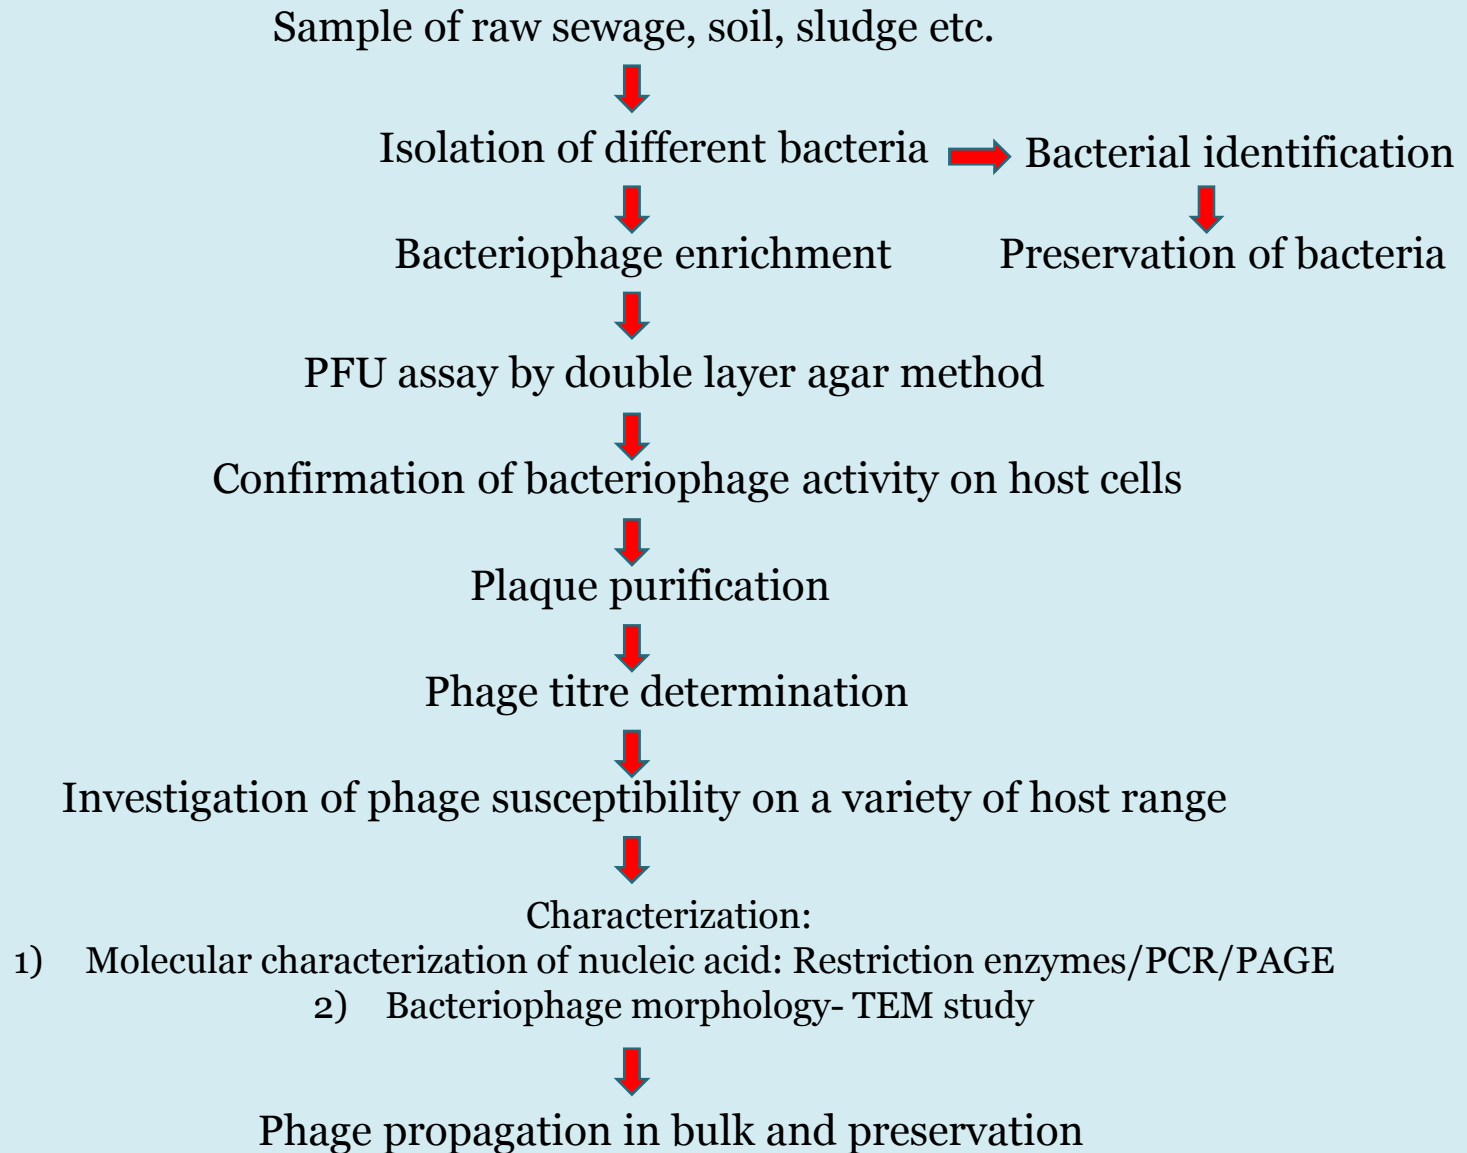 Sample of raw sewage, soil, sludge etc.
Isolation of different bacteria
Bacterial identification
Bacteriophage enrichment
Preservation of bacteria
PFU assay by double layer agar method
Confirmation of bacteriophage activity on host cells
Plaque purification
Phage titre determination
Investigation of phage susceptibility on a variety of host range
Characterization:
1) Molecular characterization of nucleic acid: Restriction enzymes/PCR/PAGE
2) Bacteriophage morphology- TEM study
Phage propagation in bulk and preservation